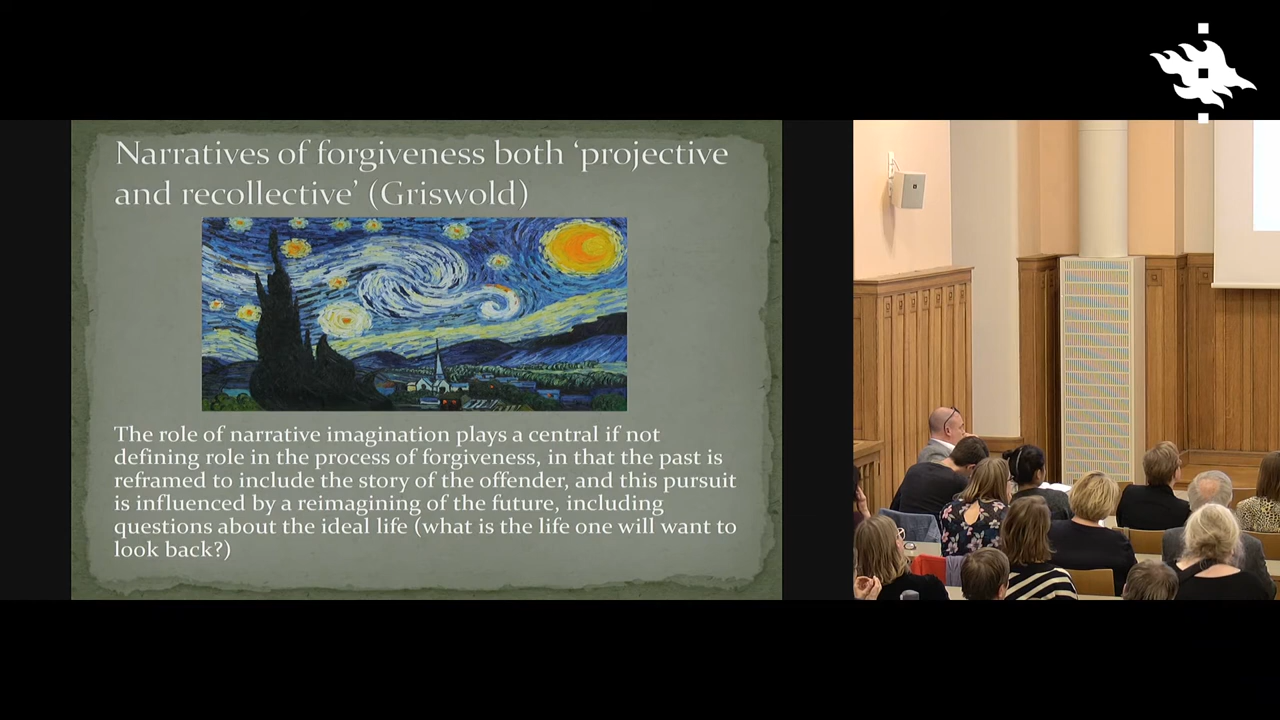 Narratives of forgiveness both ‘projective
and recollective’ (Griswold)
The role of narrative imagination plays a central if not
defining role in the process of forgiveness, in that the past is
reframed to include the story of the offender, and this pursuit
is influenced by a reimagining of the future, including
questions about the ideal life (what is the life one will want to
look back?)